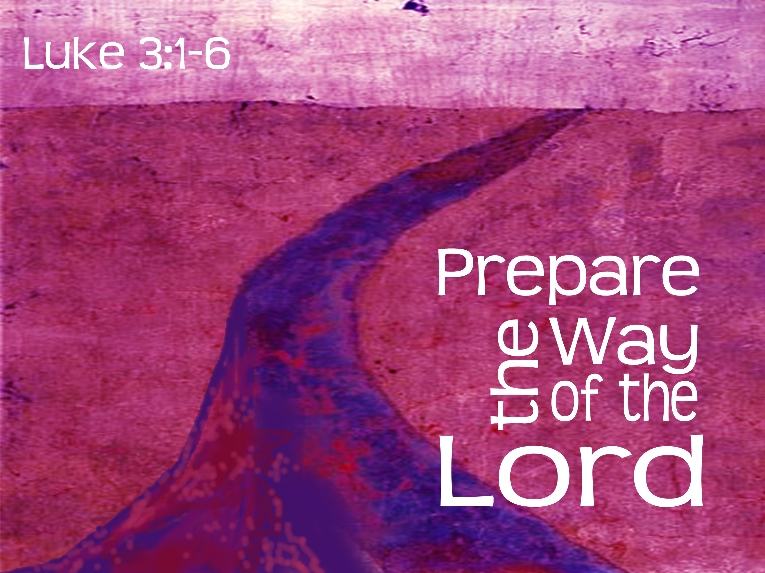 Luke 3:1-6
Prepare
the Way
of the
Lord